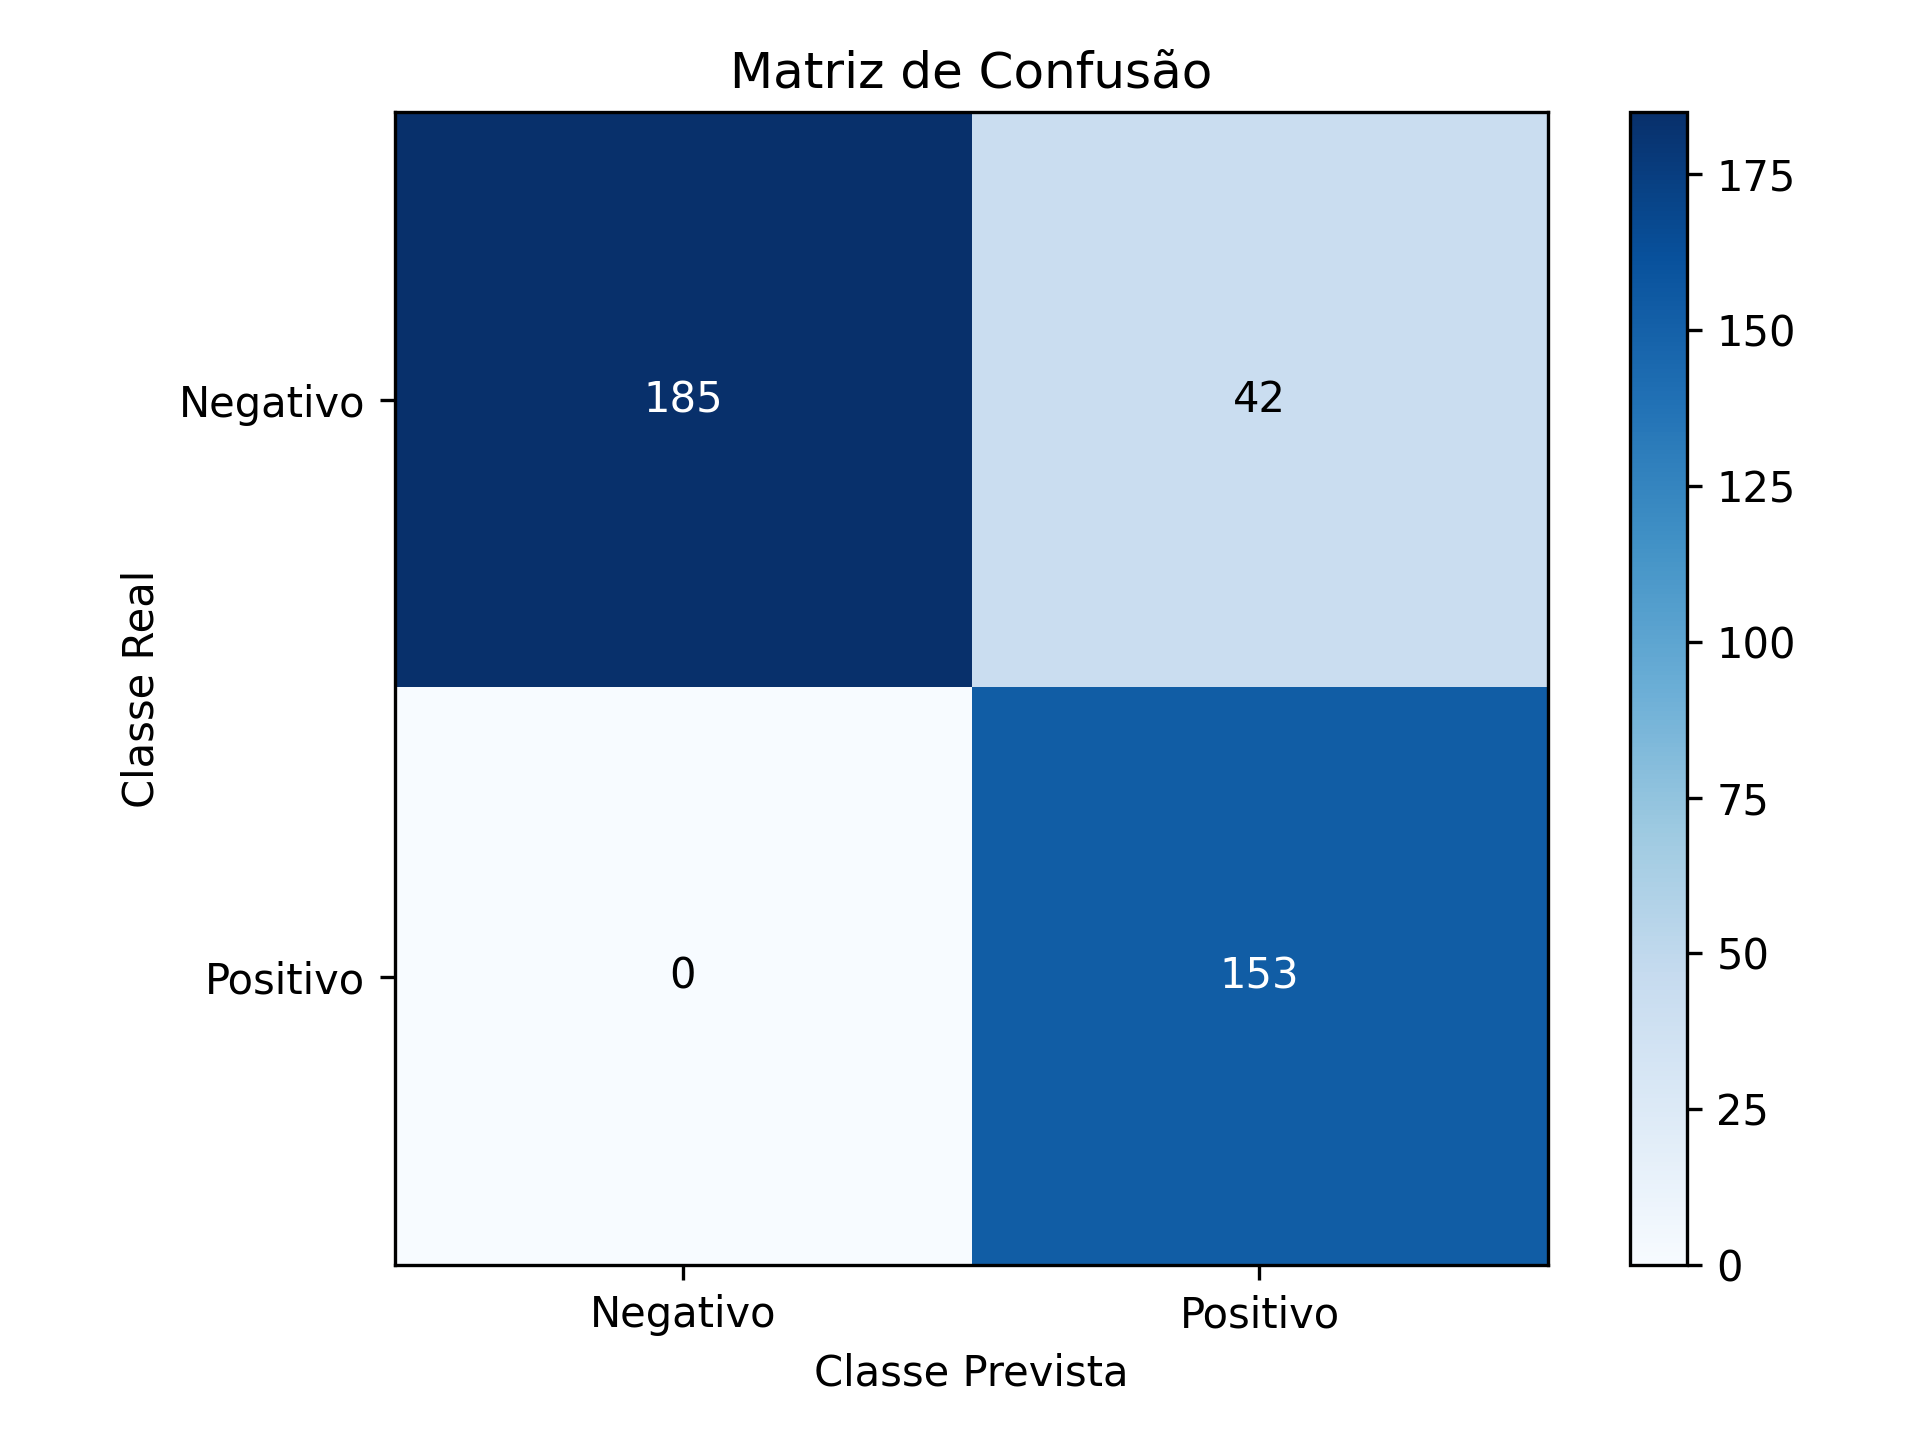 Matriz de Confusão
Classe Real
Negativo
Positivo
185
42
0
153
Negativo
Positivo
Classe Prevista
175
150
125
100
75
50
25
0